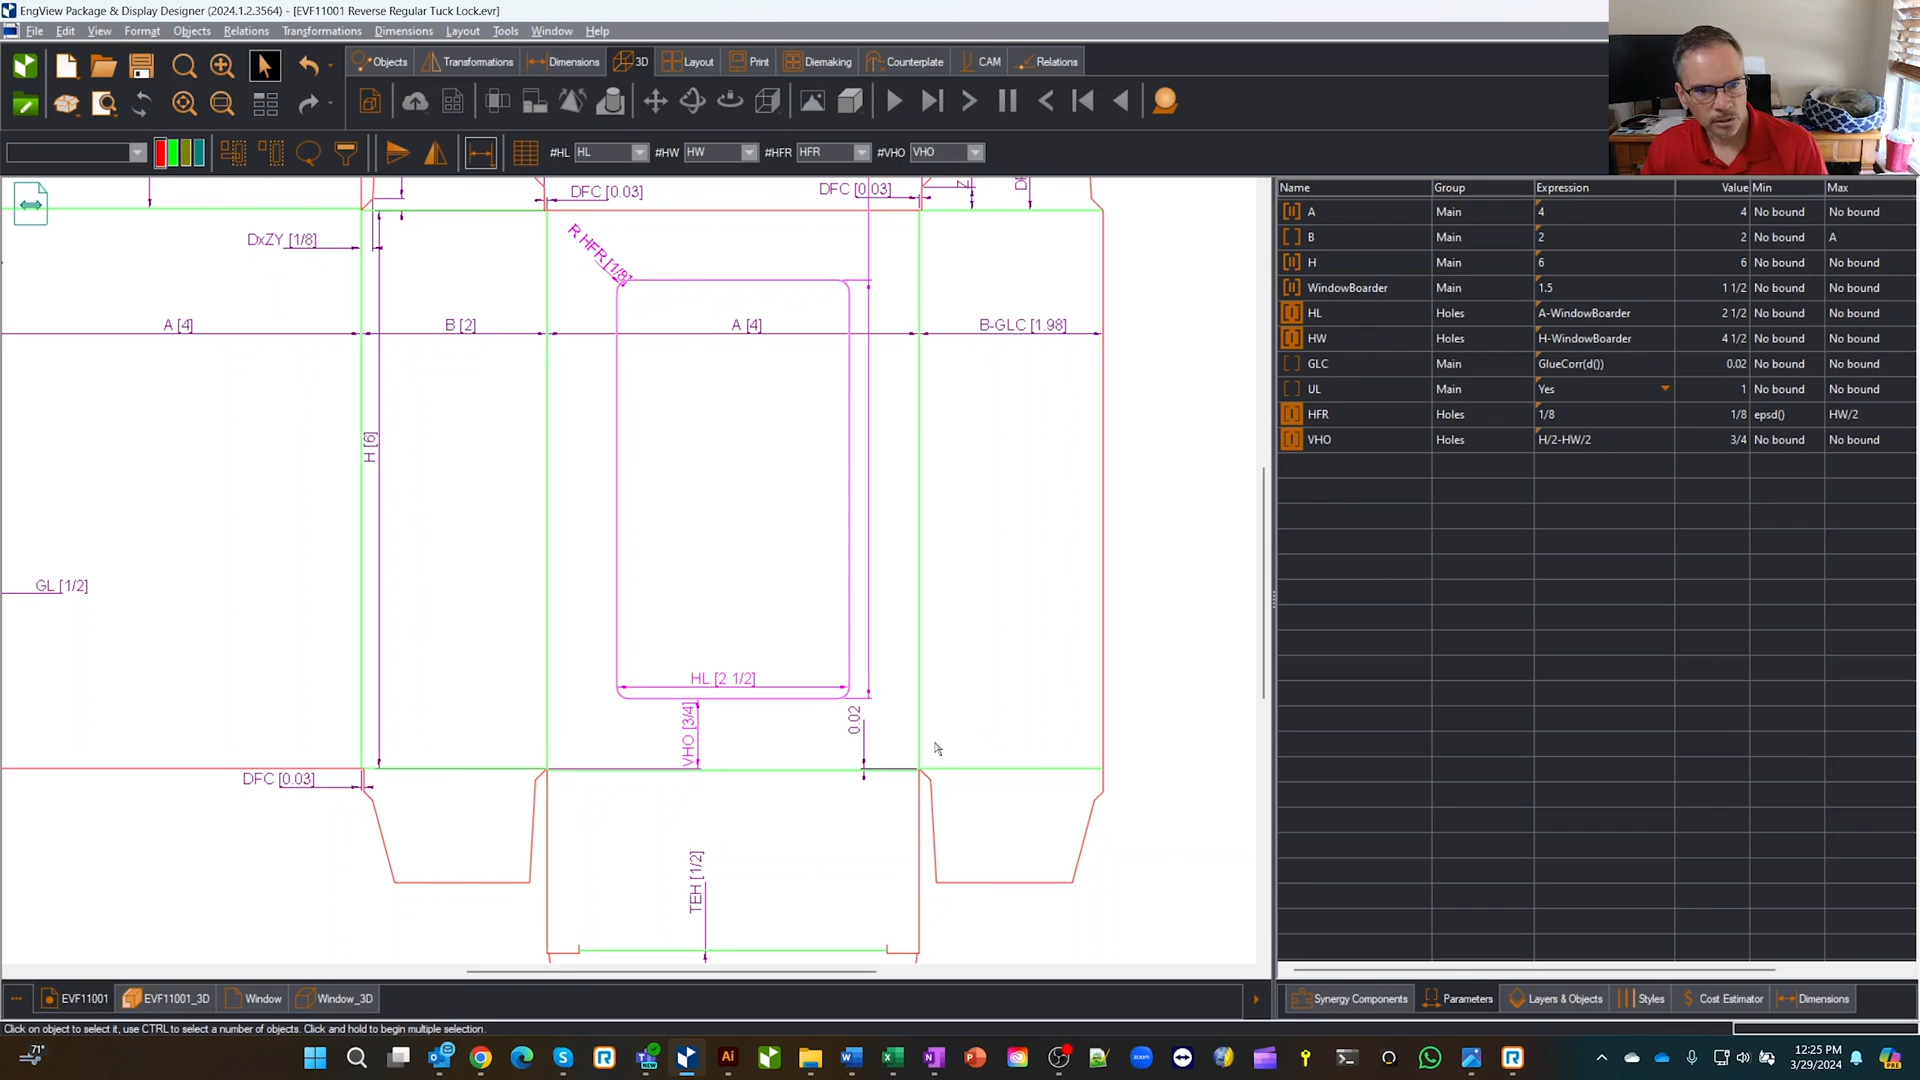 EngView Package & Display Designer (2024.1.2.3564) - [EVF11001 Reverse Regular Tuck Lock.evr]
File Edit View Format Objects Relations Transformations Dimensions Layout Tools Window Help
Objects Transformations Dimensions 3D Layout Print Diemaking Counterplate CAM Relations
#HL HL #HW HW #HFR HFR #VHO VHO
DFC [0.03] DFC [0.03]
DxZY [1/8]
R HFR [1/8]
A [4] B [2] A [4] B-GLC [1.98]
H [6]
GL [1/2]
HL [2 1/2]
VHO [3/4]
0.02
DFC [0.03]
TEH [1/2]
Name Group Expression Value Min Max
A Main 4 4 No bound No bound
B Main 2 2 No bound A
H Main 6 6 No bound No bound
WindowBoarder Main 1.5 1 1/2 No bound No bound
HL Holes A-WindowBoarder 2 1/2 No bound No bound
HW Holes H-WindowBoarder 4 1/2 No bound No bound
GLC Main GlueCorr(d()) 0.02 No bound No bound
UL Main Yes 1 No bound No bound
HFR Holes 1/8 1/8 epsd() HW/2
VHO Holes H/2-HW/2 3/4 No bound No bound
EVF11001 EVF11001_3D Window Window_3D
Synergy Components Parameters Layers & Objects Styles Cost Estimator Dimensions
Click on object to select it, use CTRL to select a number of objects. Click and hold to begin multiple selection.
71°
NEW
Ai
zoom
12:25 PM
3/29/2024
PRE